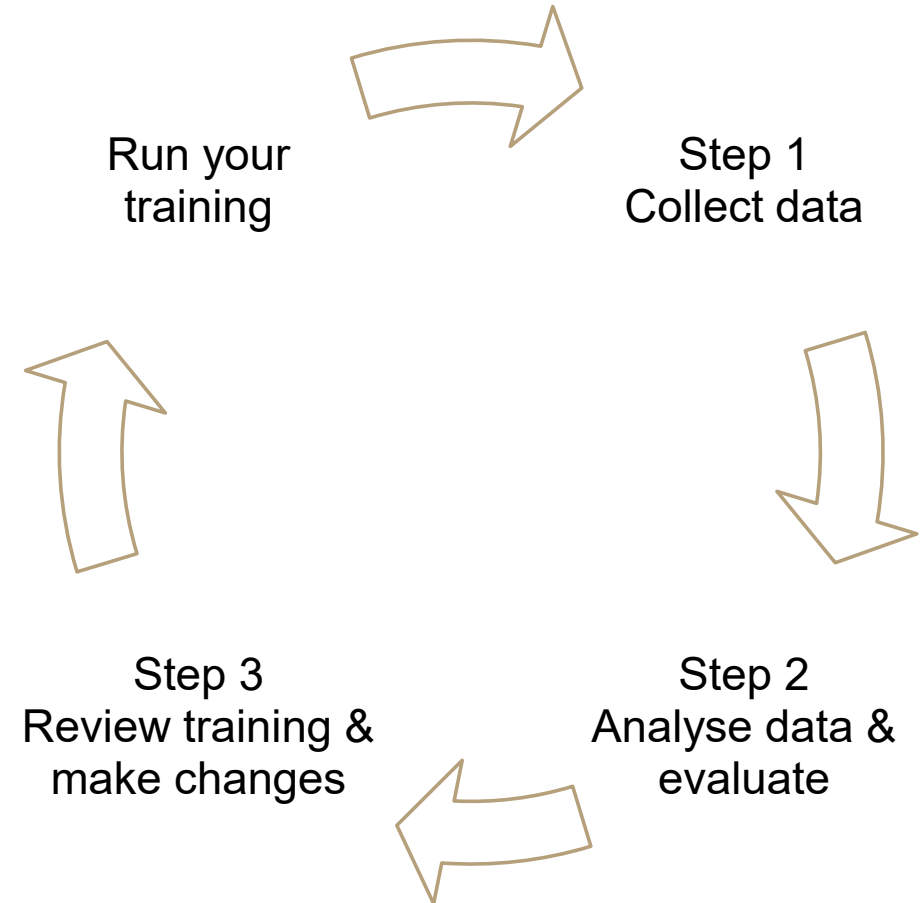 Run your
training
Step 1
Collect data
Step 2
Analyse data &
evaluate
Step 3
Review training &
make changes